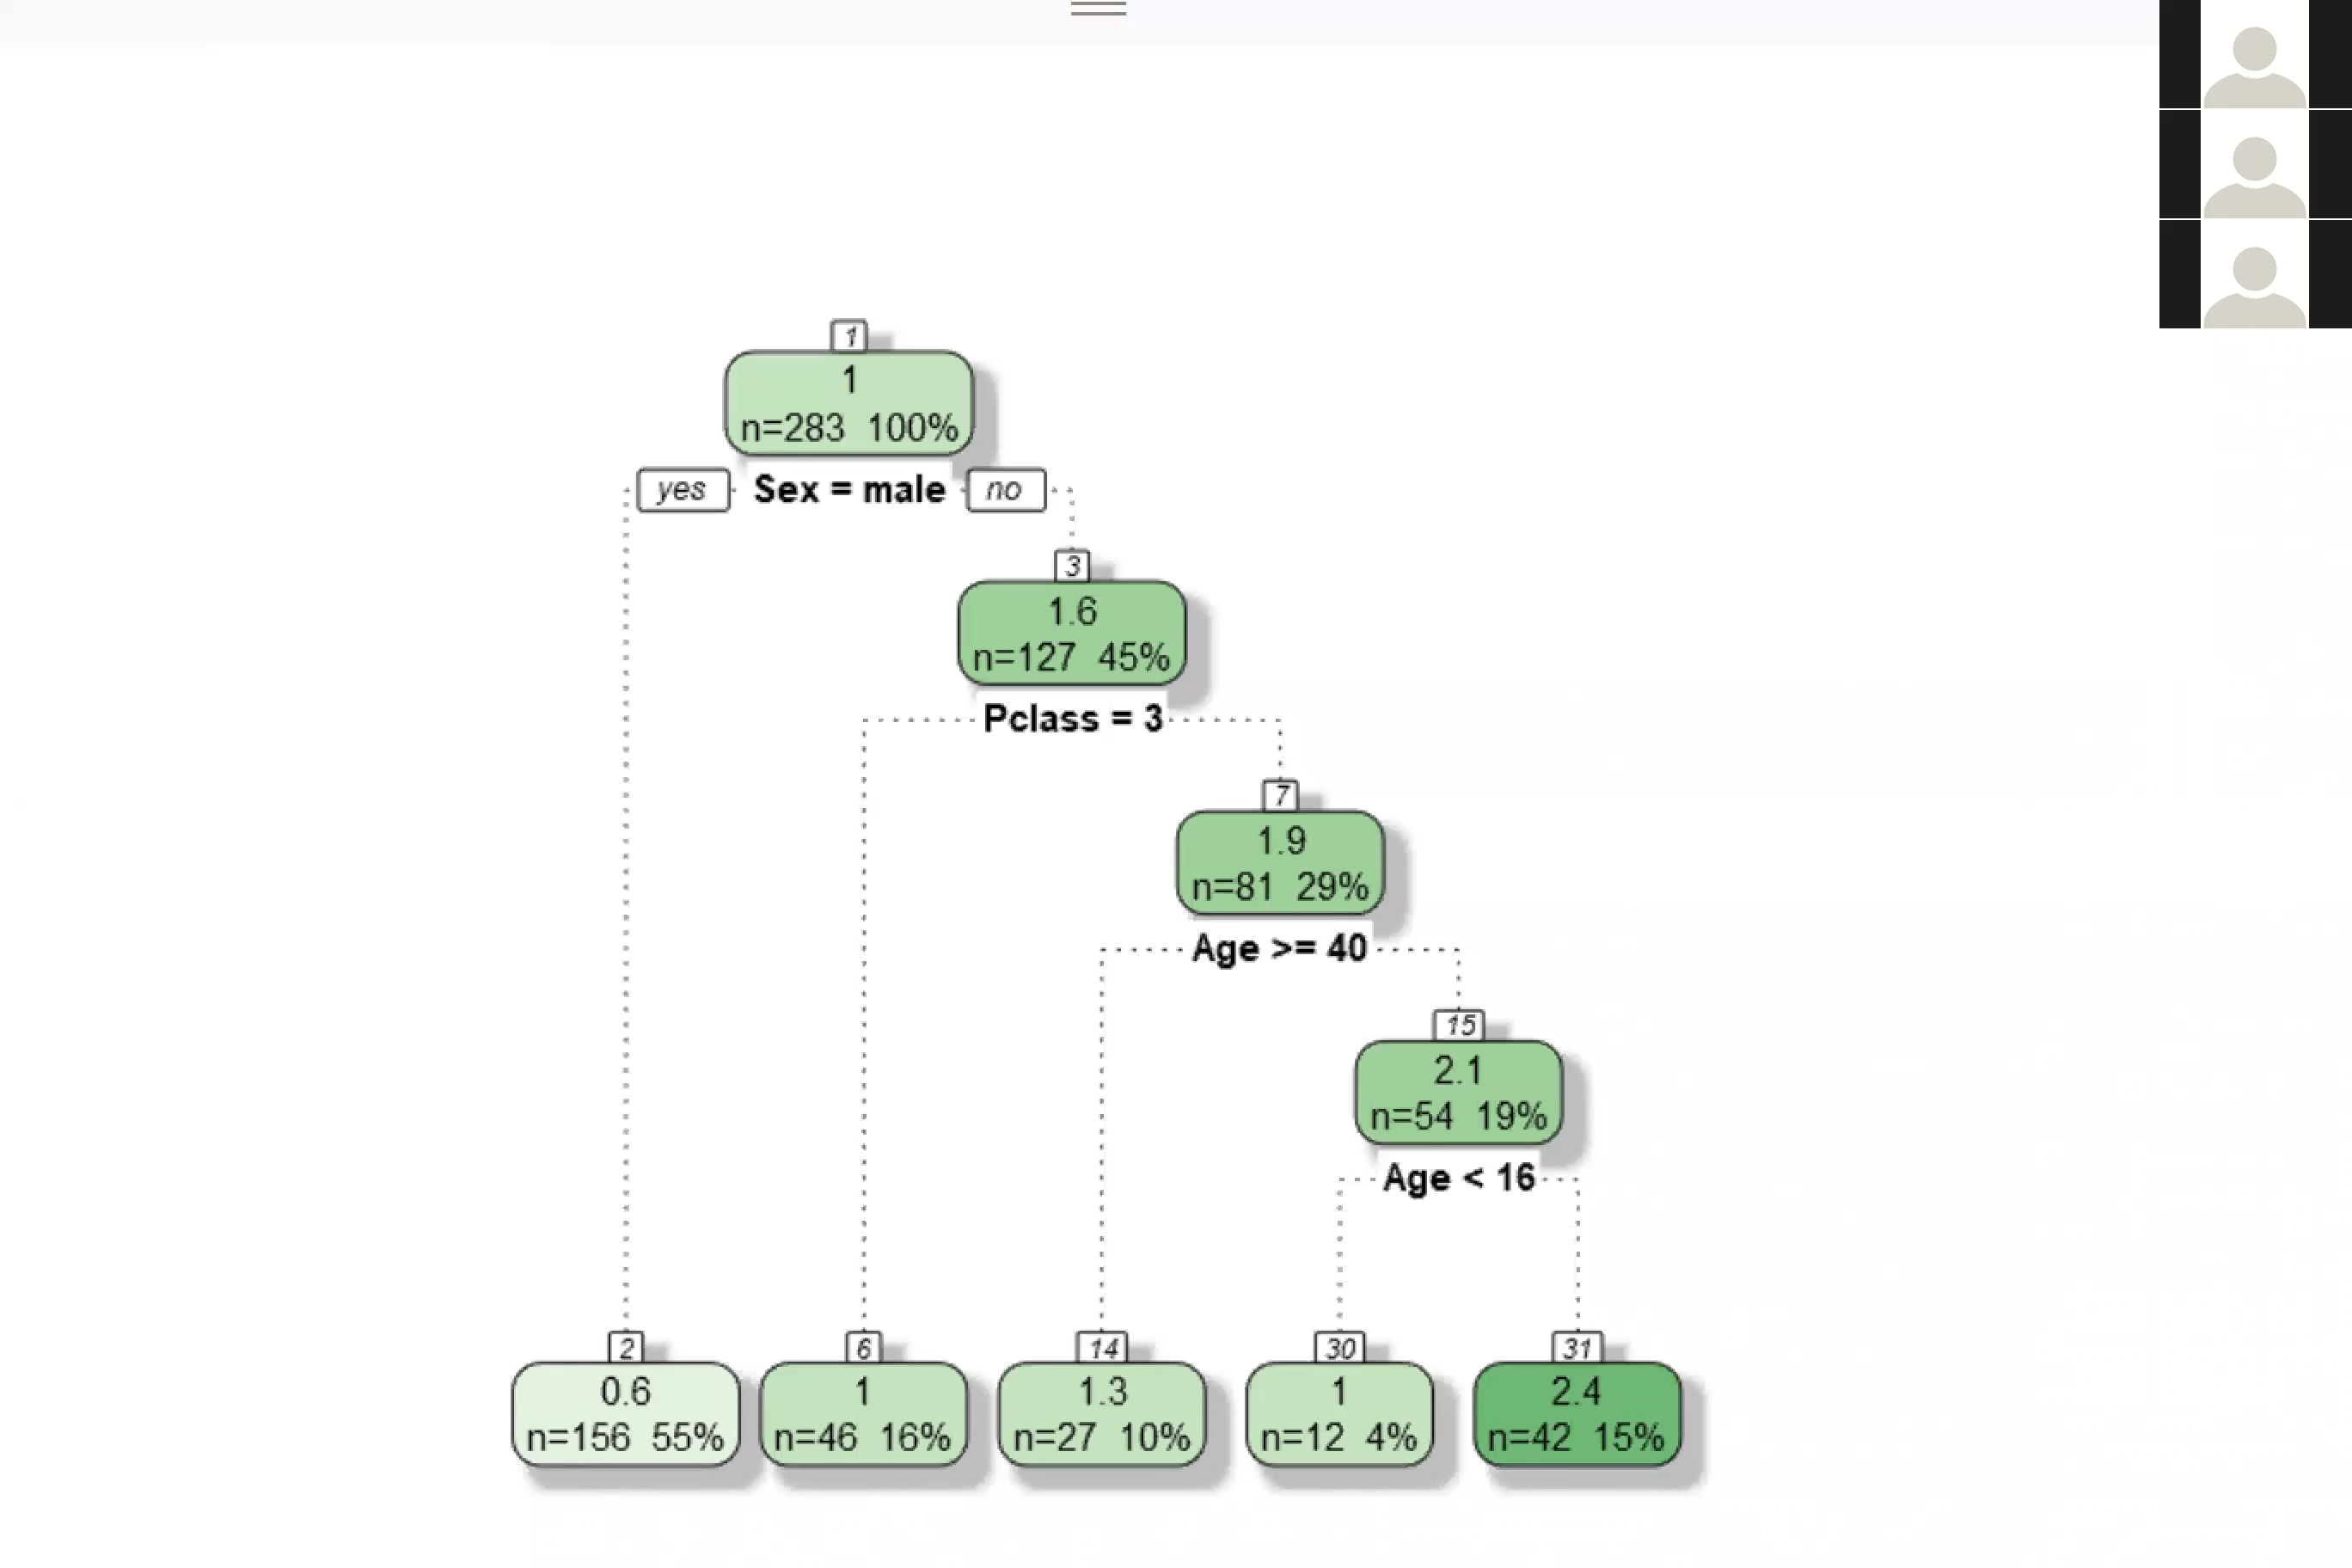 1
1
n=283 100%
yes Sex = male no
3
1.6
n=127 45%
Pclass = 3
7
1.9
n=81 29%
Age >= 40
15
2.1
n=54 19%
Age < 16
2 6 14 30 31
0.6 1 1.3 1 2.4
n=156 55% n=46 16% n=27 10% n=12 4% n=42 15%